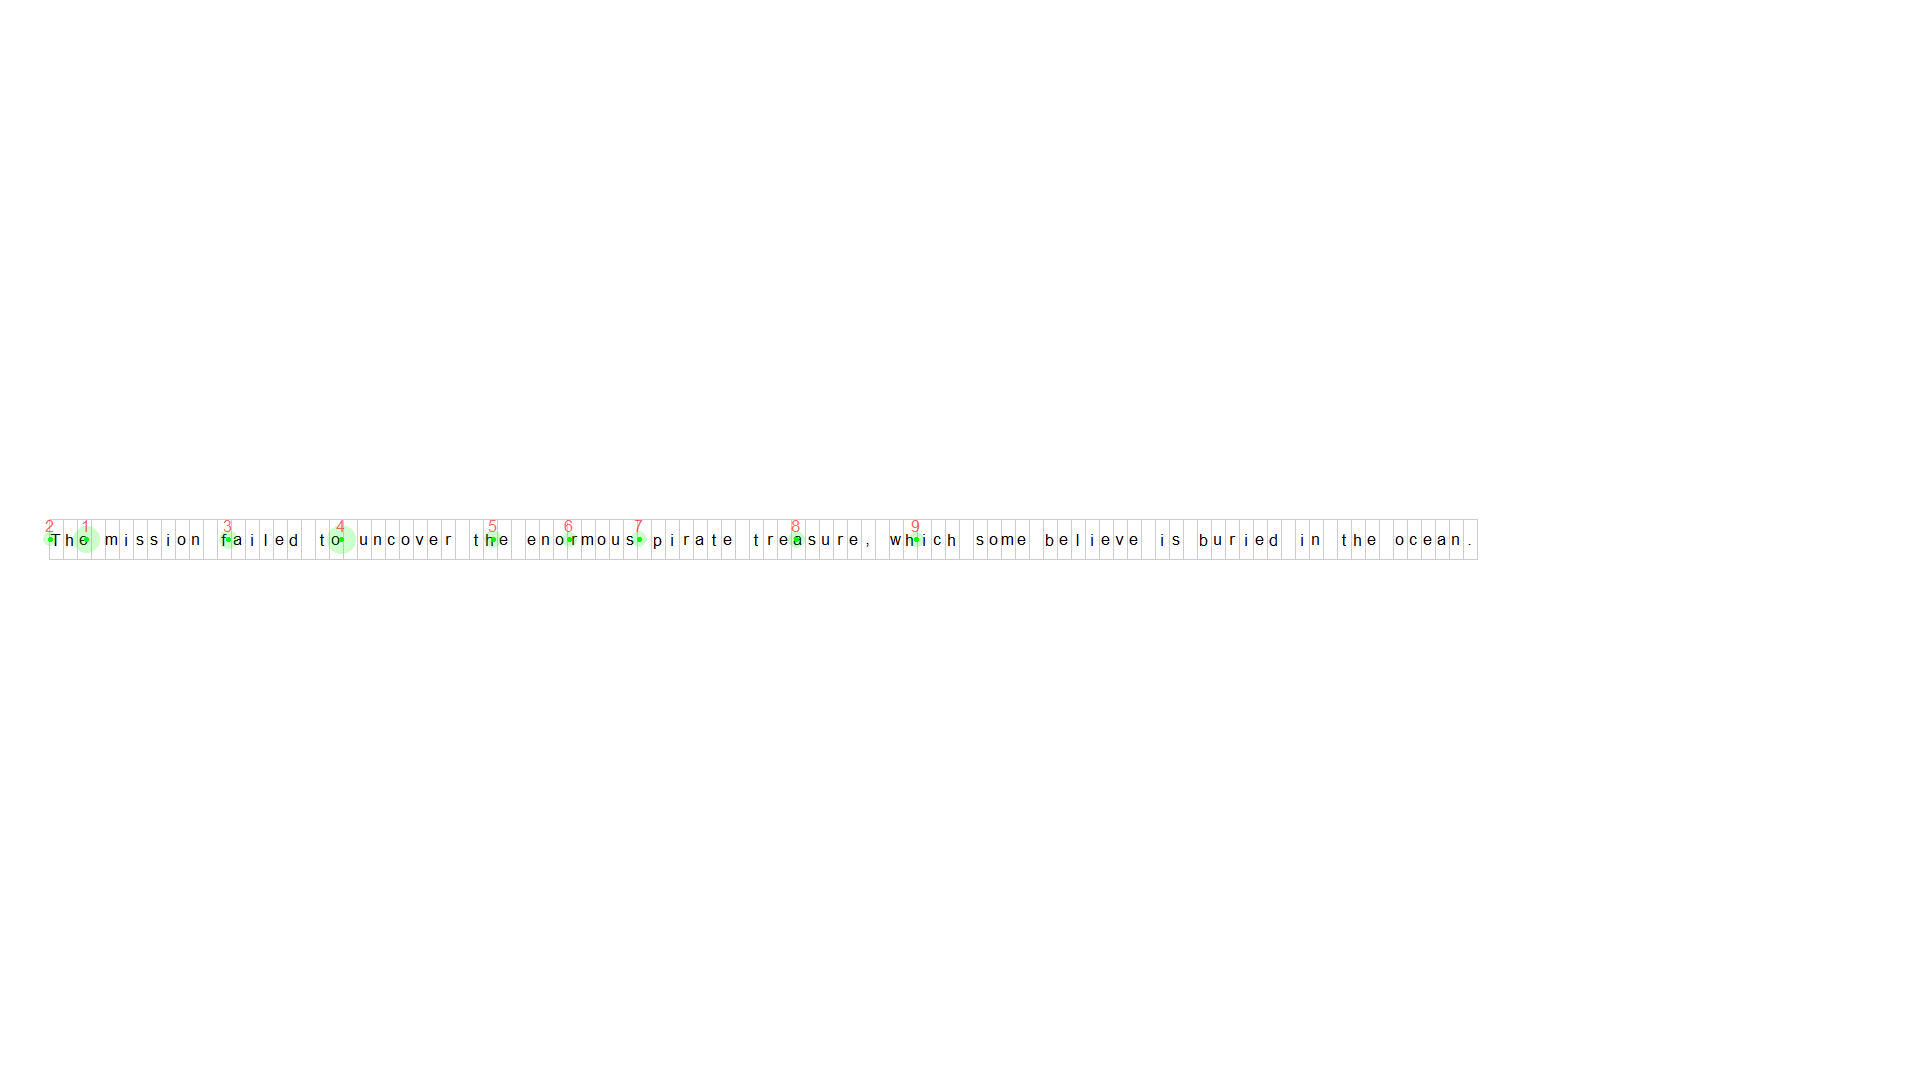 2 1 3 4 5 6 7 8 9
The mission failed to uncover the enormous pirate treasure, which some believe is buried in the ocean.